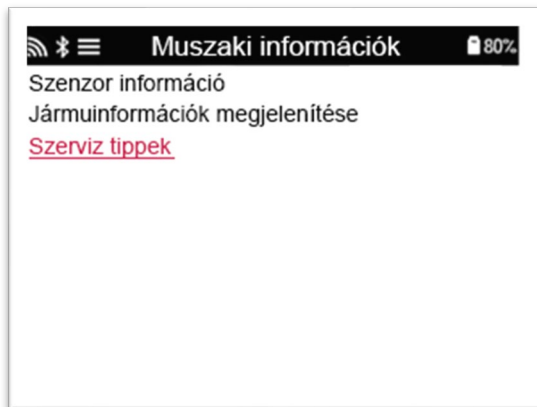 Muszaki információk 80%
Szenzor információ
Jármuinformációk megjelenítése
Szerviz tippek